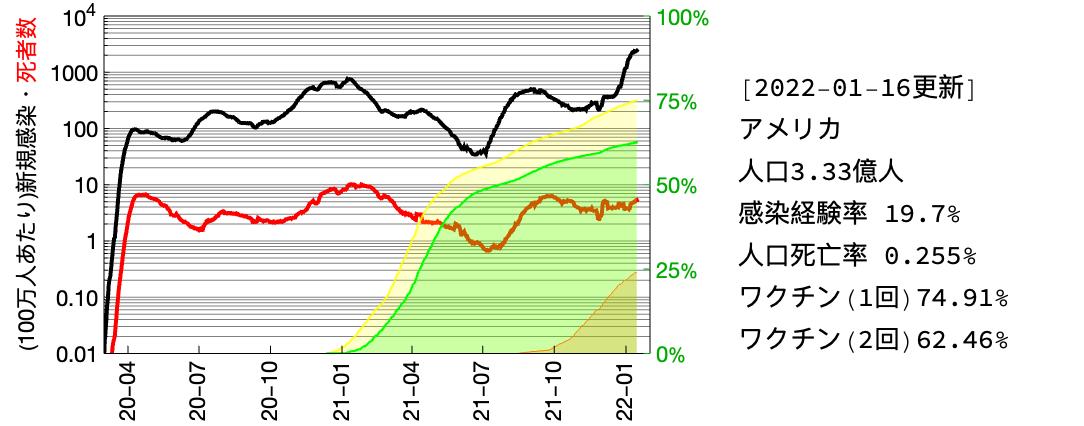 (100万人あたり)新規感染・死者数
10^4
1000
100
10
1
0.10
0.01
100%
75%
50%
25%
0%
20-04
20-07
20-10
21-01
21-04
21-07
21-10
22-01
[2022-01-16更新]
アメリカ
人口3.33億人
感染経験率 19.7%
人口死亡率 0.255%
ワクチン(1回)74.91%
ワクチン(2回)62.46%